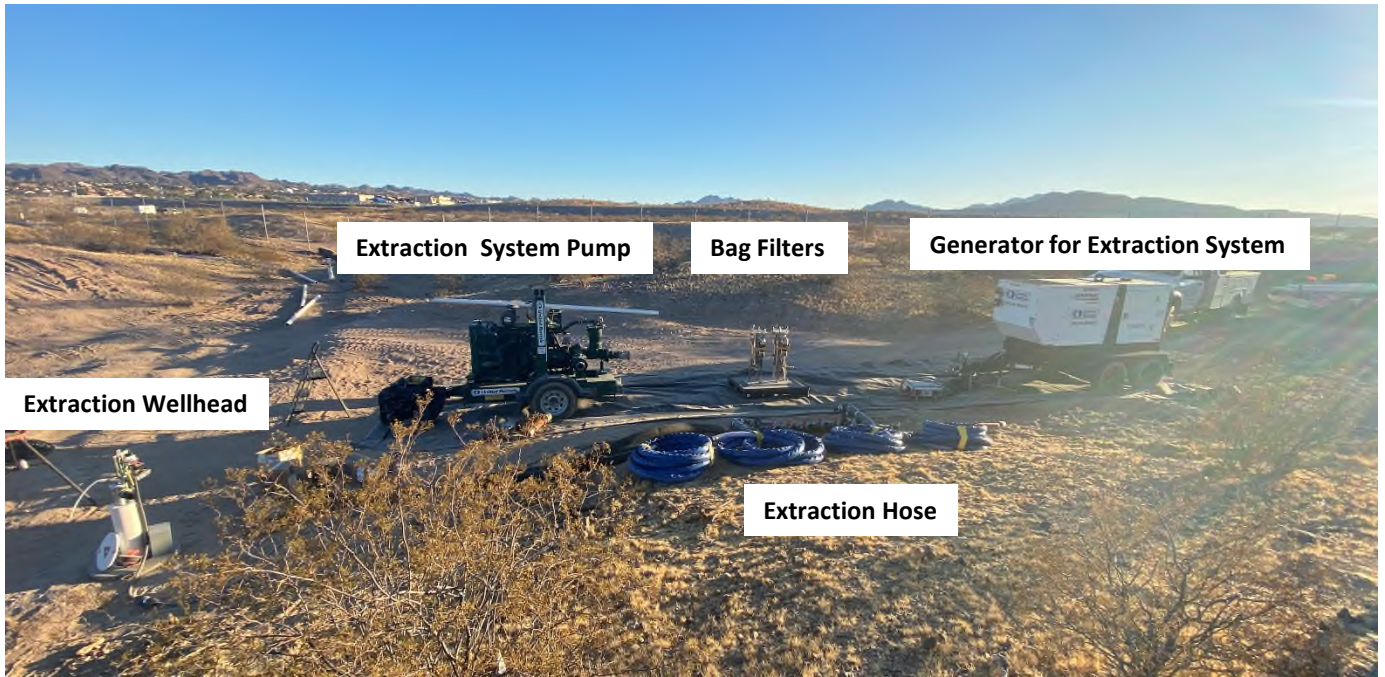 Extraction System Pump
Bag Filters
Generator for Extraction System
Extraction Wellhead
Extraction Hose